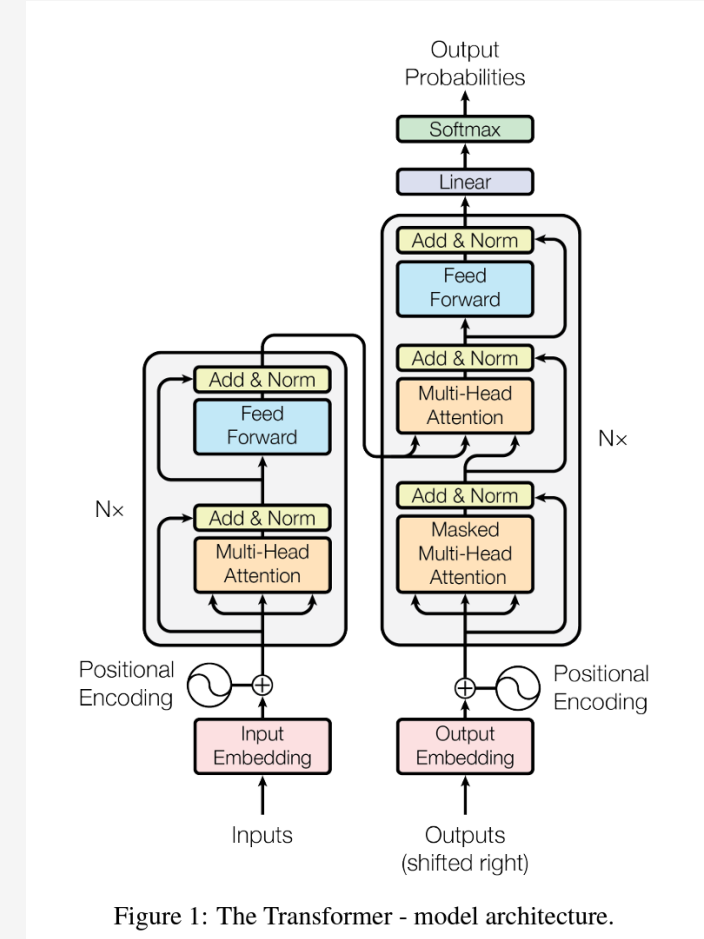 Output
Probabilities
Softmax
Linear
Add & Norm
Feed
Forward
Add & Norm
Multi-Head
Attention
Add & Norm
Masked
Multi-Head
Attention
N×
Add & Norm
Feed
Forward
Add & Norm
Multi-Head
Attention
N×
Positional
Encoding
Positional
Encoding
Input
Embedding
Output
Embedding
Inputs
Outputs
(shifted right)
Figure 1: The Transformer - model architecture.